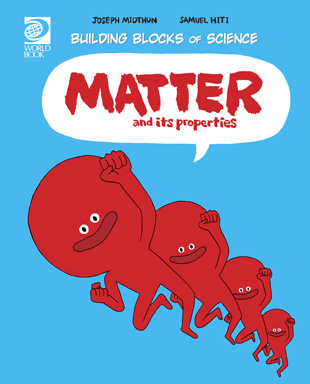 JOSEPH MIDTHUN SAMUEL HITI
WORLD
BOOK
BUILDING BLOCKS OF SCIENCE
MATTER
and its properties